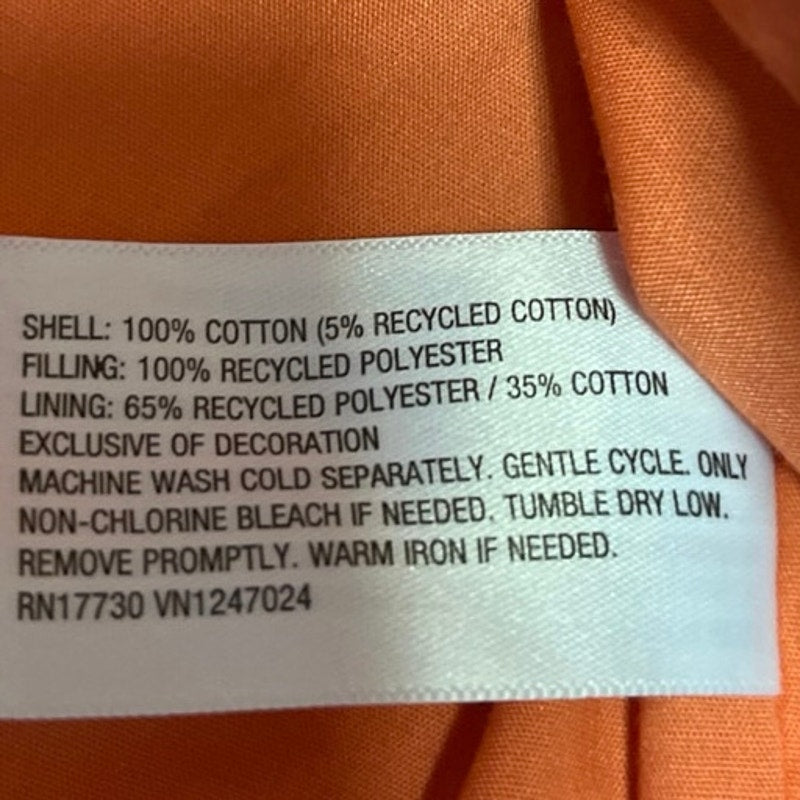 SHELL: 100% COTTON (5% RECYCLED COTTON)
FILLING: 100% RECYCLED POLYESTER
LINING: 65% RECYCLED POLYESTER / 35% COTTON
EXCLUSIVE OF DECORATION
MACHINE WASH COLD SEPARATELY. GENTLE CYCLE. ONLY
NON-CHLORINE BLEACH IF NEEDED. TUMBLE DRY LOW.
REMOVE PROMPTLY. WARM IRON IF NEEDED.
RN17730 VN1247024